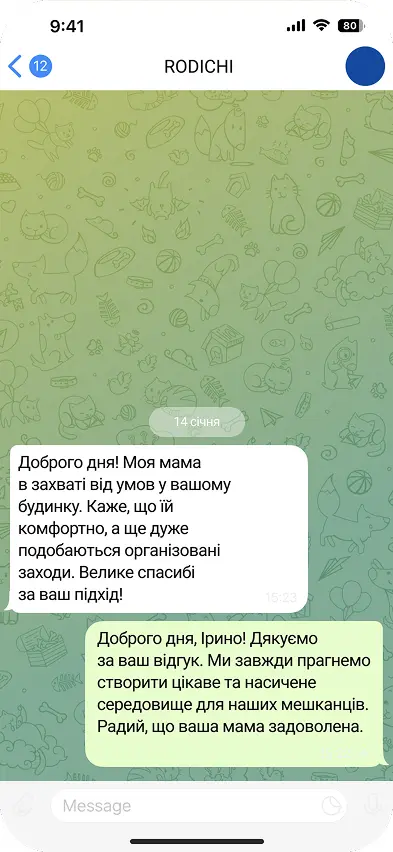 9:41
80
12
RODICHI
14 січня
Доброго дня! Моя мама
в захваті від умов у вашому
будинку. Каже, що їй
комфортно, а ще дуже
подобаються організовані
заходи. Велике спасибі
за ваш підхід!
15:23
Доброго дня, Ірино! Дякуємо
за ваш відгук. Ми завжди прагнемо
створити цікаве та насичене
середовище для наших мешканців.
Радий, що ваша мама задоволена.
Message